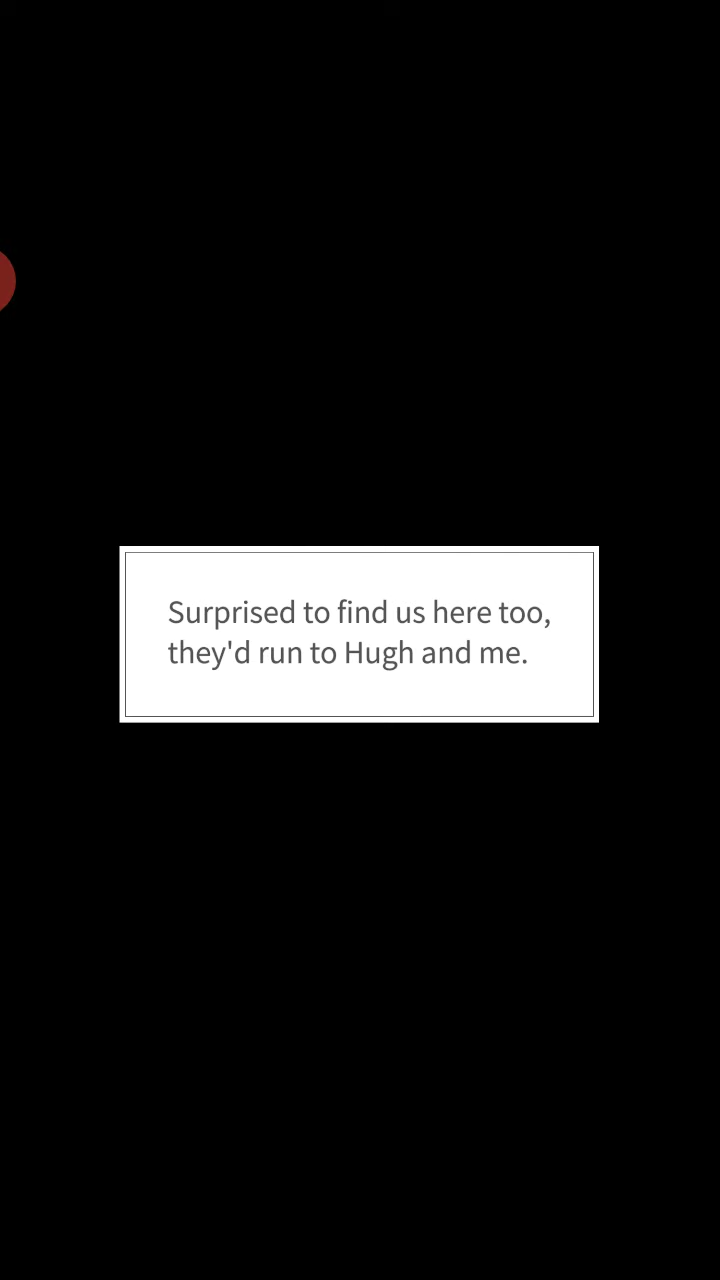 Surprised to find us here too,
they'd run to Hugh and me.